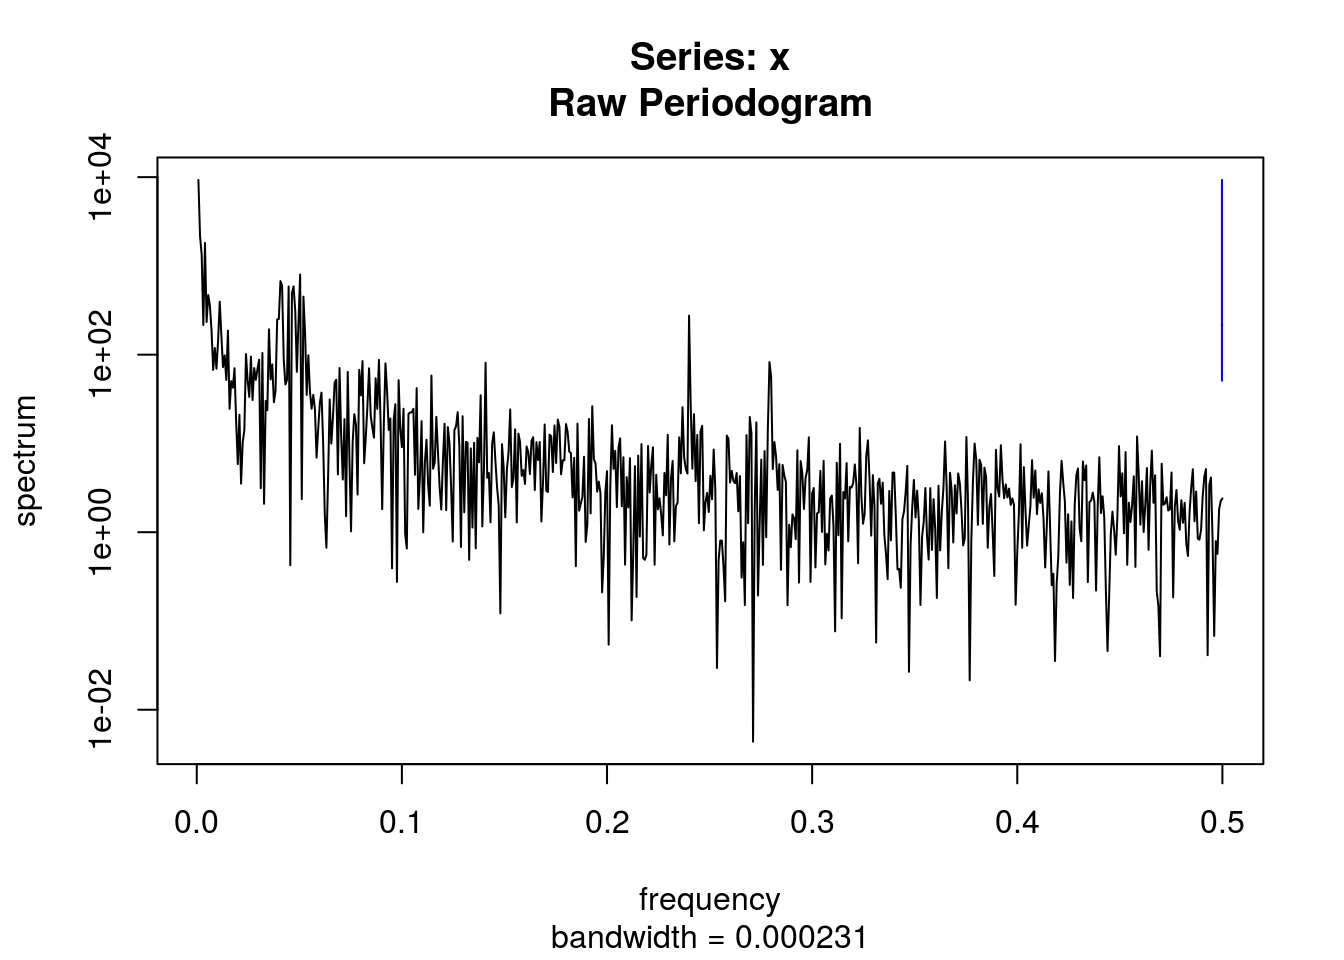 Series: x
Raw Periodogram
1e+04
1e+02
1e+00
1e-02
spectrum
0.0 0.1 0.2 0.3 0.4 0.5
frequency
bandwidth = 0.000231